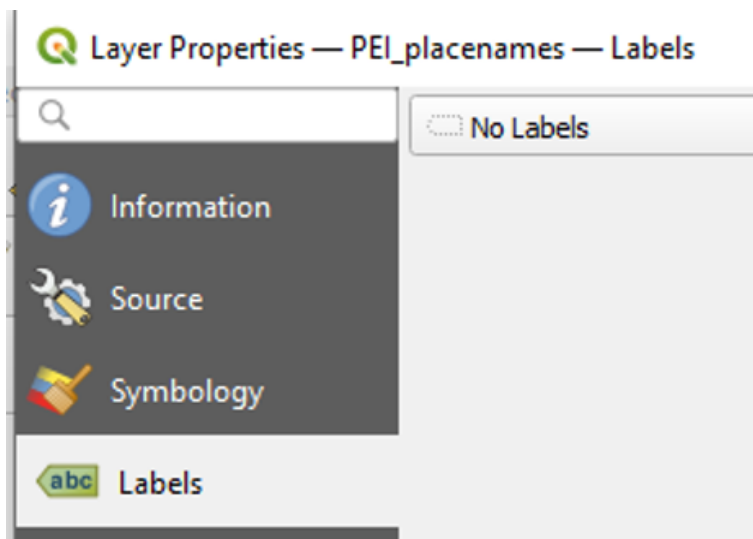 Layer Properties — PEI_placenames — Labels
No Labels
Information
Source
Symbology
abc Labels